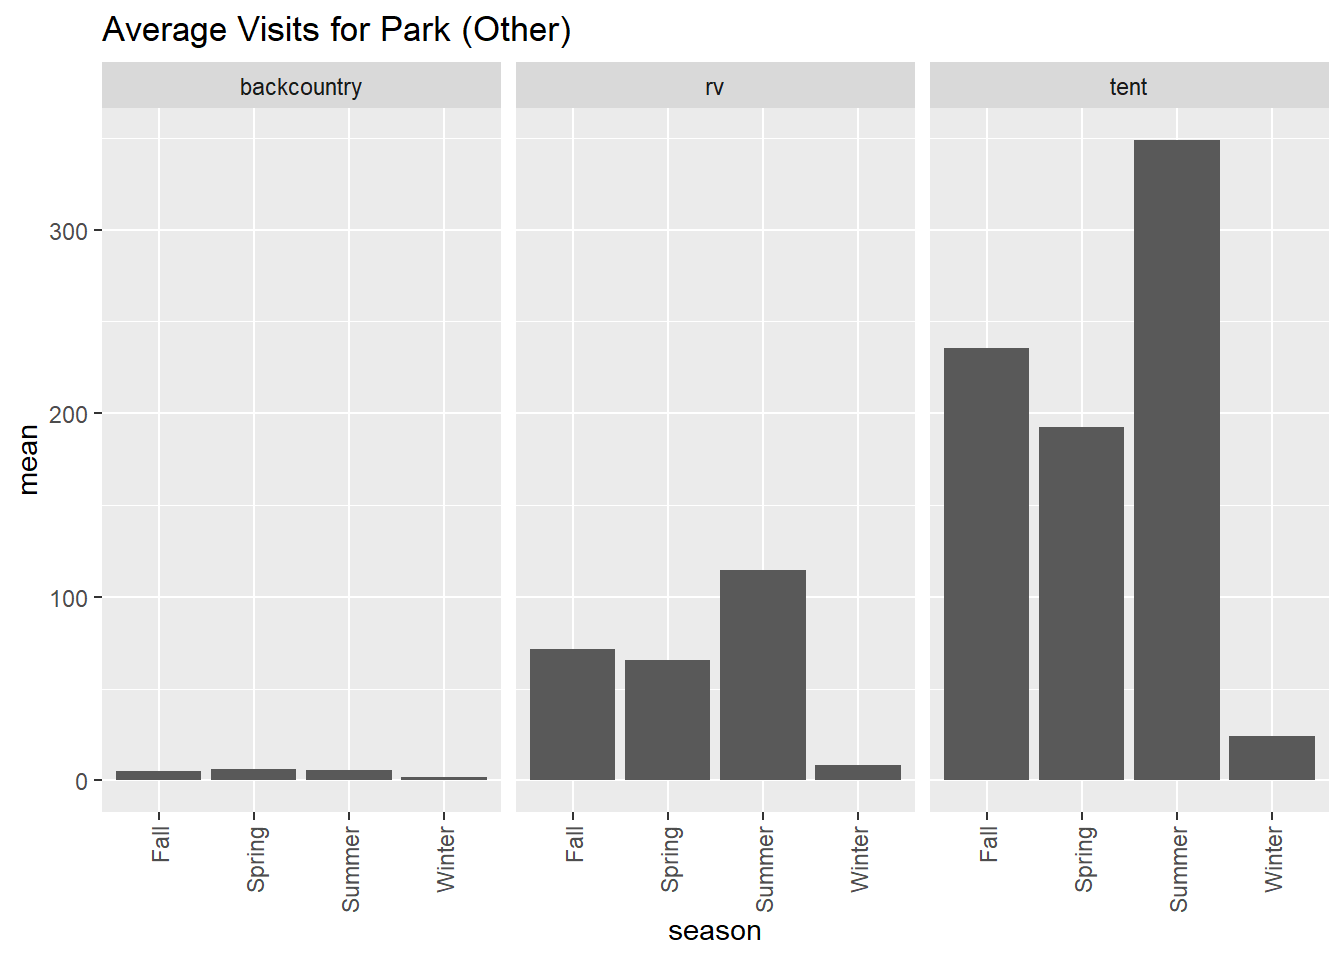 Average Visits for Park (Other)
backcountry
rv
tent
300
200
100
0
mean
Fall
Spring
Summer
Winter
Fall
Spring
Summer
Winter
Fall
Spring
Summer
Winter
season